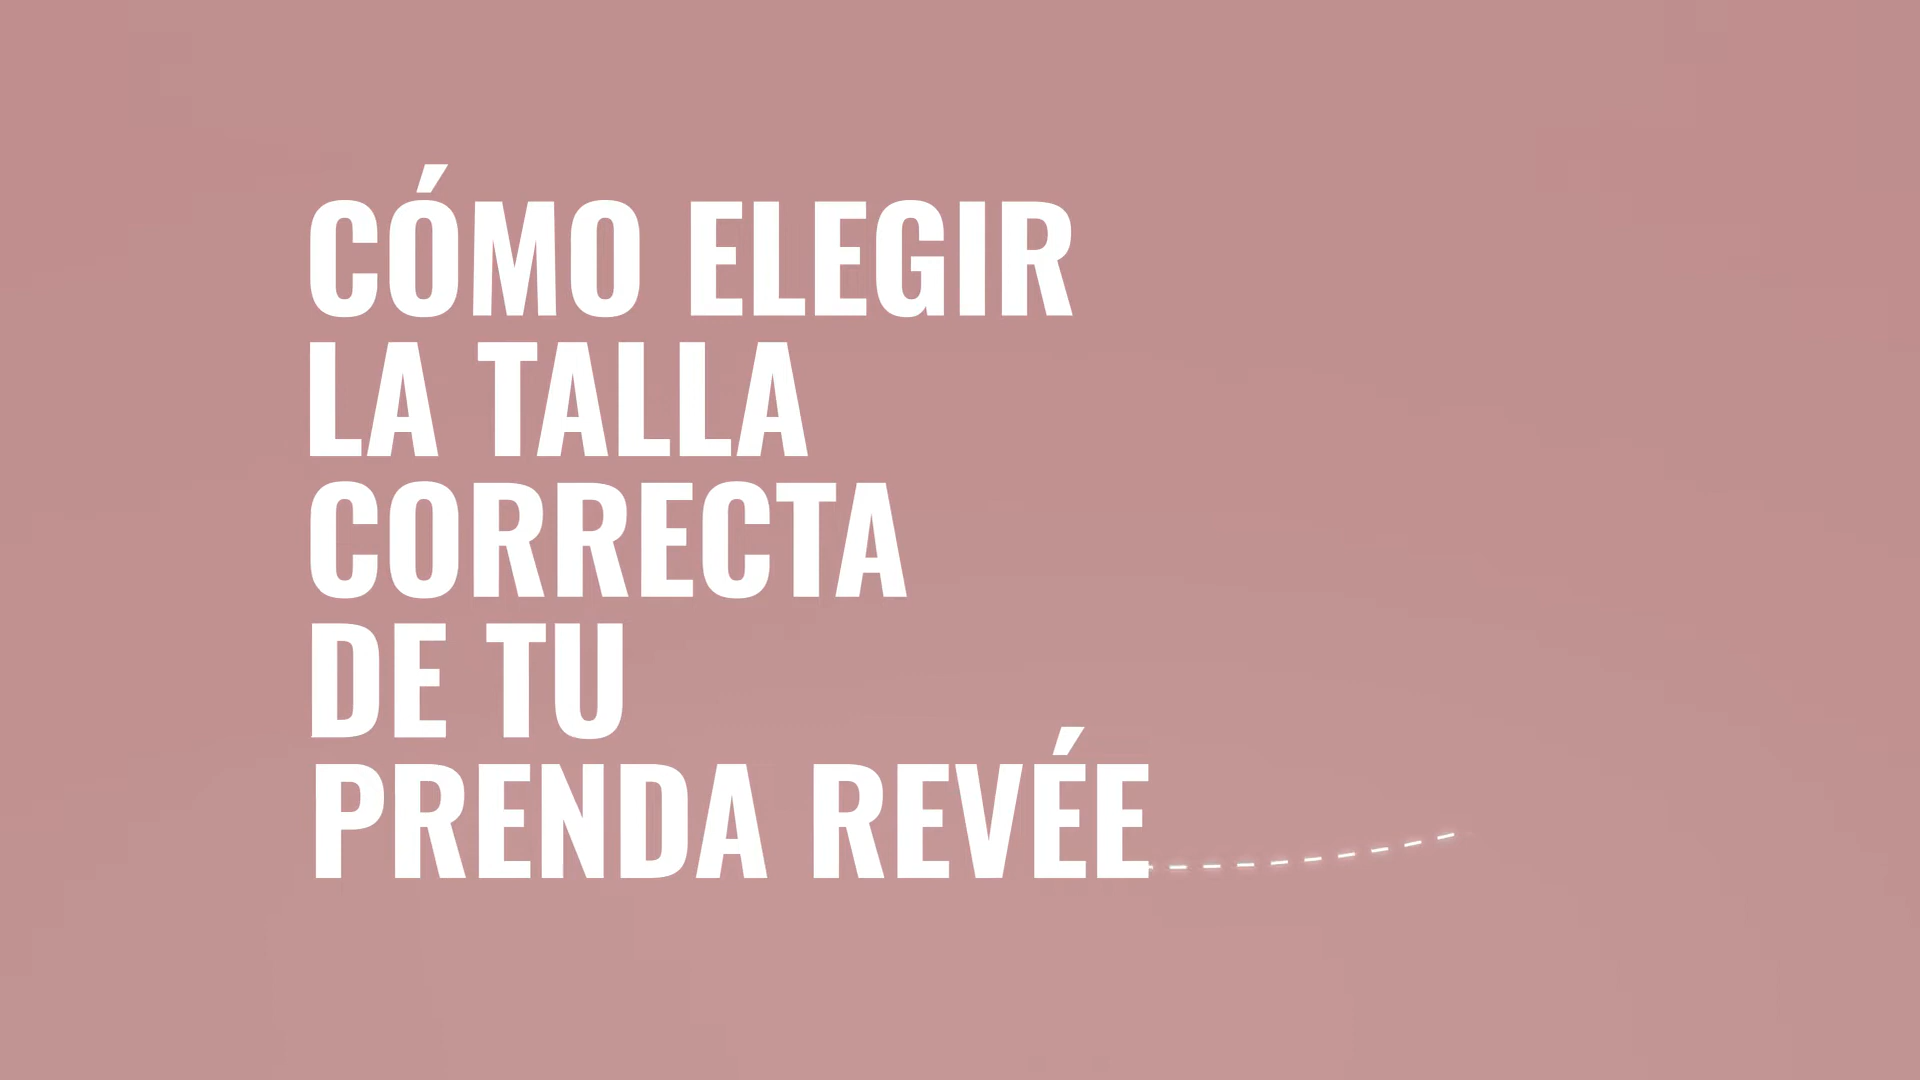 CÓMO ELEGIR
LA TALLA
CORRECTA
DE TU
PRENDA REVÉE